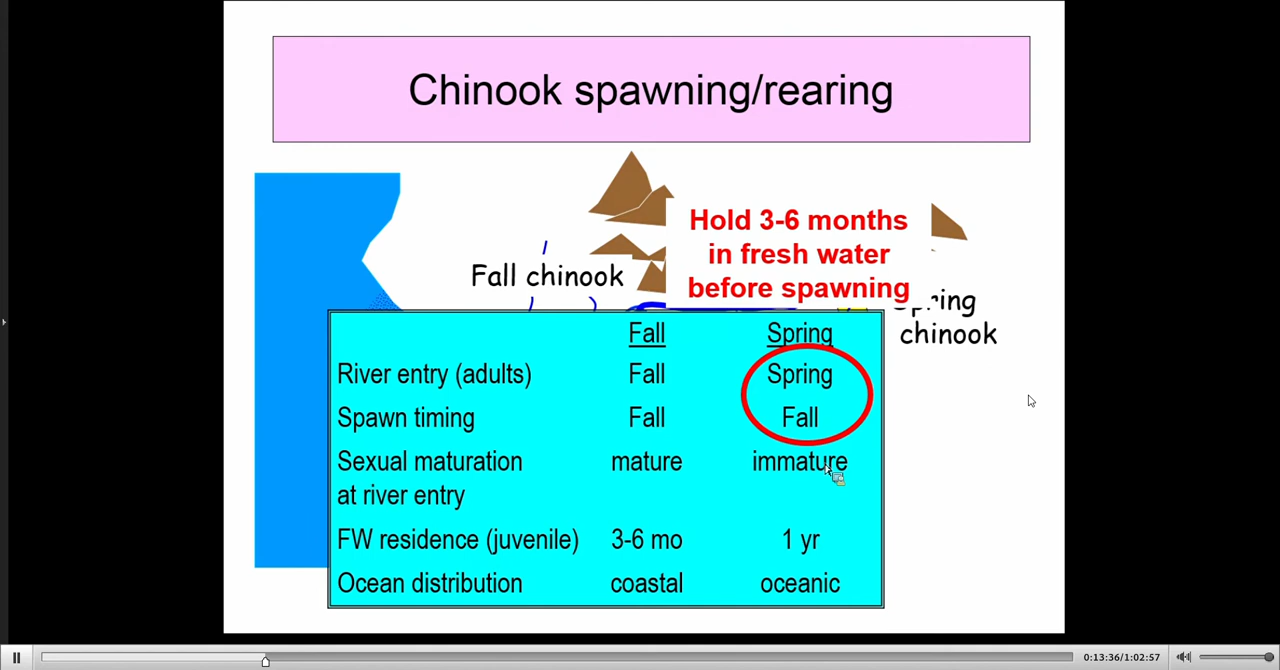 Chinook spawning/rearing
Hold 3-6 months
in fresh water
before spawning
Fall chinook
Spring
chinook
Fall Spring
River entry (adults) Fall Spring
Spawn timing Fall Fall
Sexual maturation mature immature
at river entry
FW residence (juvenile) 3-6 mo 1 yr
Ocean distribution coastal oceanic
0:13:36/1:02:57